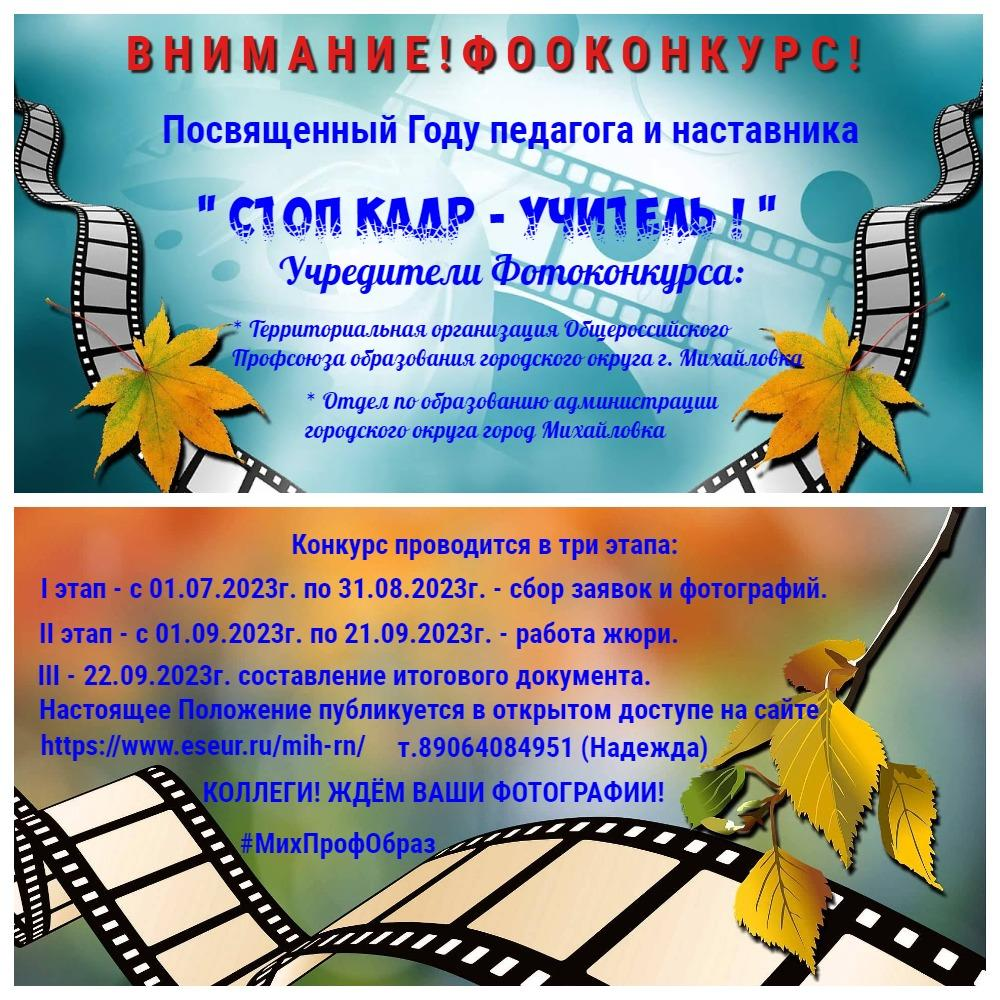 ВНИМАНИЕ!ФООКОНКУРС!
Посвященный Году педагога и наставника
" СТОП КАДР - УЧИТЕЛЬ ! "
Учредители Фотоконкурса:
* Территориальная организация Общероссийского
Профсоюза образования городского округа г. Михайловка
* Отдел по образованию администрации
городского округа город Михайловка
Конкурс проводится в три этапа:
I этап - с 01.07.2023г. по 31.08.2023г. - сбор заявок и фотографий.
II этап - с 01.09.2023г. по 21.09.2023г. - работа жюри.
III - 22.09.2023г. составление итогового документа.
Настоящее Положение публикуется в открытом доступе на сайте
https://www.eseur.ru/mih-rn/ т.89064084951 (Надежда)
КОЛЛЕГИ! ЖДЁМ ВАШИ ФОТОГРАФИИ!
#МихПрофОбраз